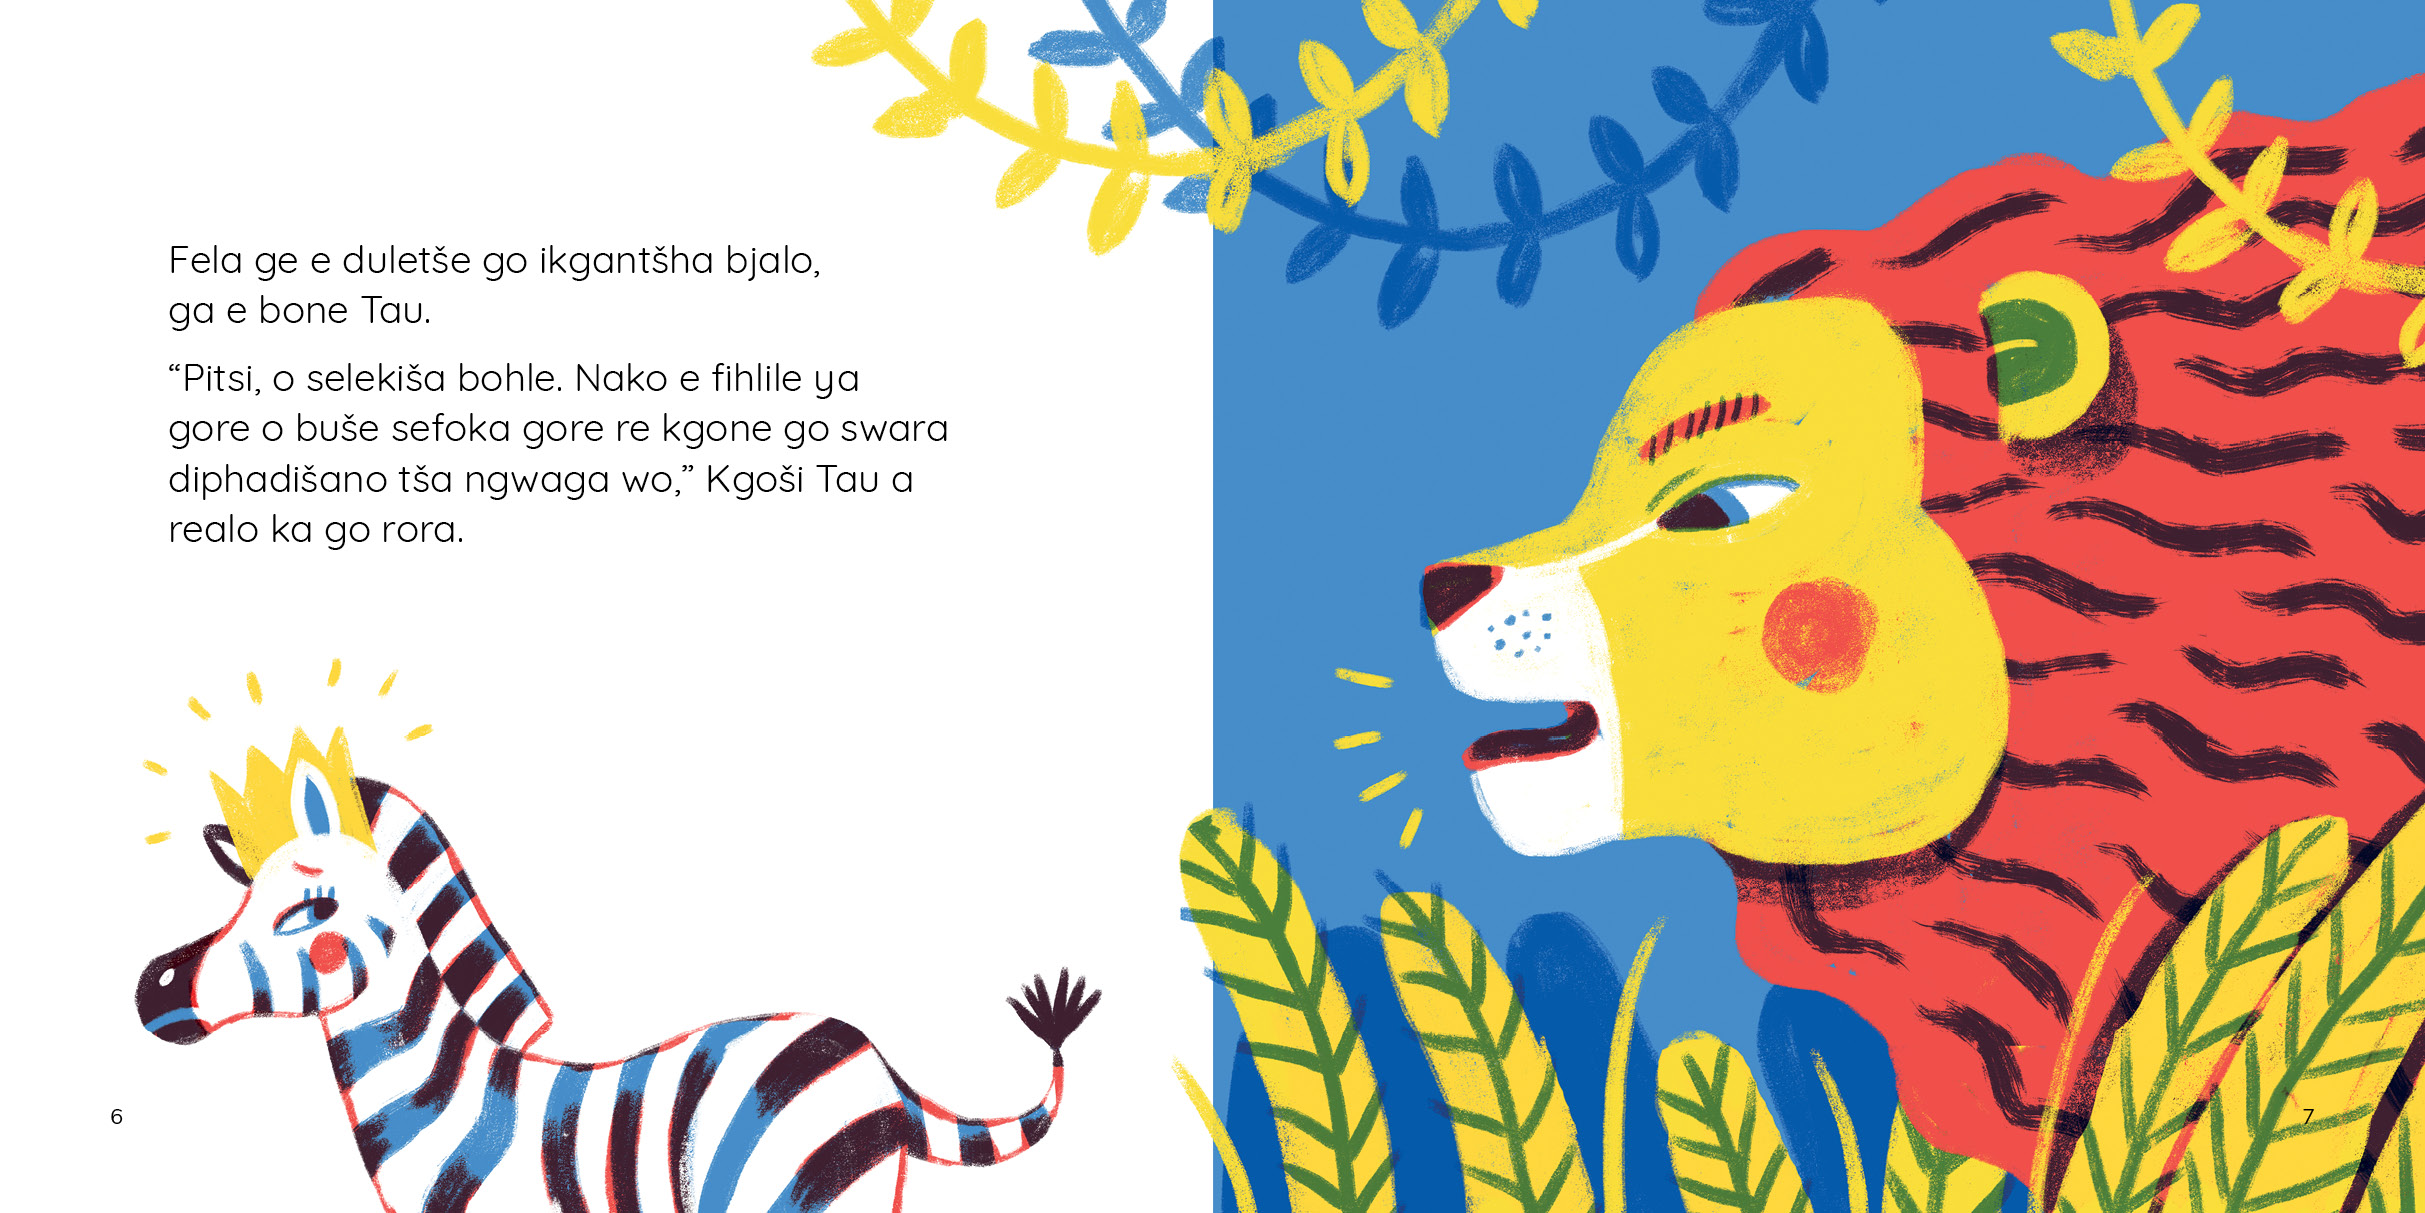 Fela ge e duletše go ikgantšha bjalo,
ga e bone Tau.
“Pitsi, o selekiša bohle. Nako e fihlile ya
gore o buše sefoka gore re kgone go swara
diphadišano tša ngwaga wo,” Kgoši Tau a
realo ka go rora.
6
7